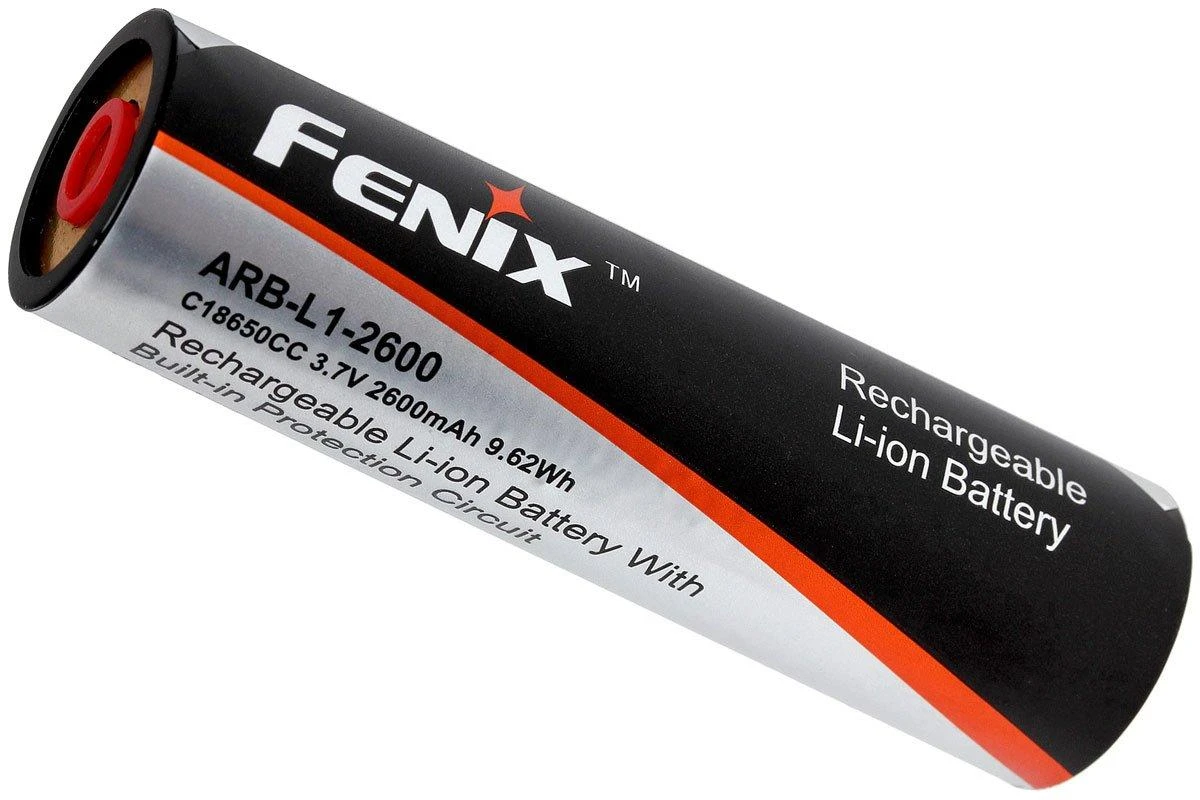 FENIX™
Rechargeable
Li-ion Battery
ARB-L1-2600
C18650CC 3.7V 2600mAh 9.62Wh
Rechargeable Li-ion Battery With
Built-in Protection Circuit